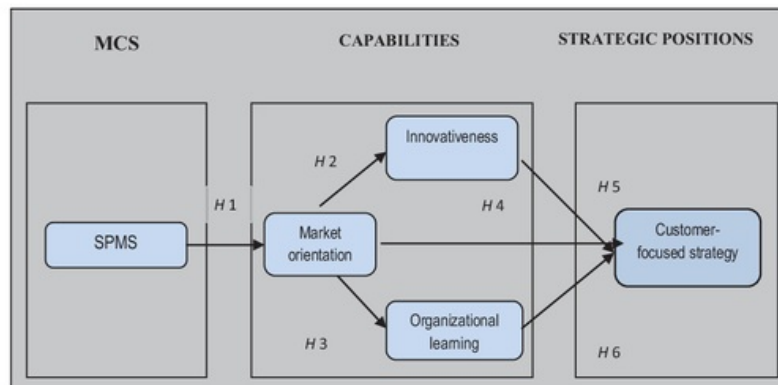 MCS
CAPABILITIES
STRATEGIC POSITIONS
Innovativeness
H 2
H 5
H 1
H 4
SPMS
Market
orientation
Customer-
focused strategy
Organizational
learning
H 3
H 6